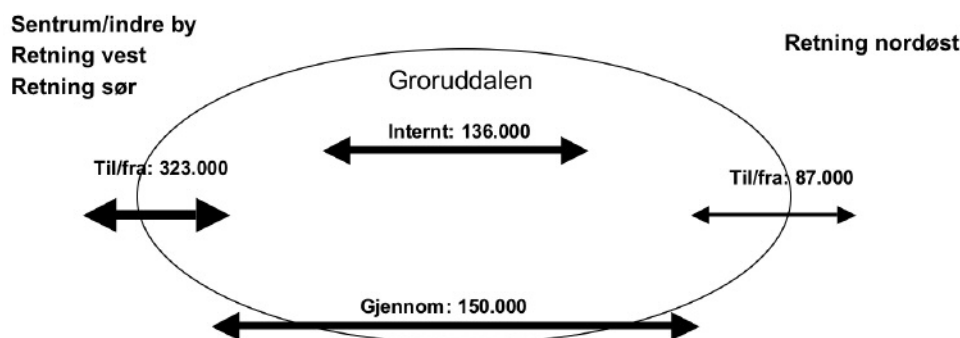 Sentrum/indre by
Retning vest
Retning sør
Retning nordøst
Groruddalen
Internt: 136.000
Til/fra: 323.000
Til/fra: 87.000
Gjennom: 150.000